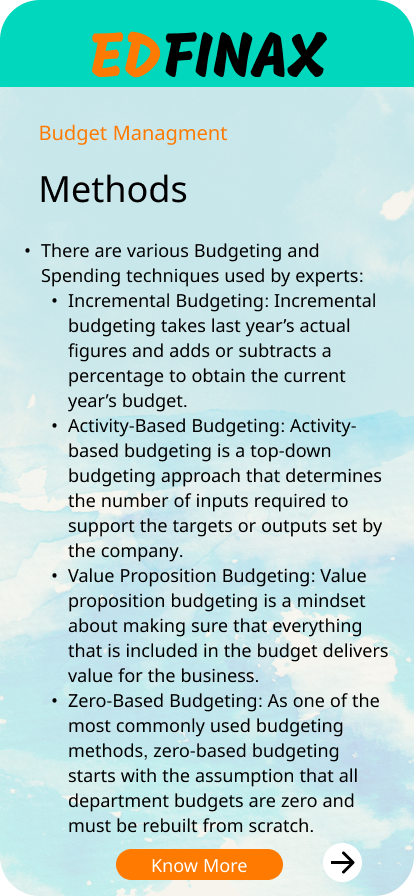 EDFINAX
Budget Managment
Methods
• There are various Budgeting and
Spending techniques used by experts:
• Incremental Budgeting: Incremental
budgeting takes last year’s actual
figures and adds or subtracts a
percentage to obtain the current
year’s budget.
• Activity-Based Budgeting: Activity-
based budgeting is a top-down
budgeting approach that determines
the number of inputs required to
support the targets or outputs set by
the company.
• Value Proposition Budgeting: Value
proposition budgeting is a mindset
about making sure that everything
that is included in the budget delivers
value for the business.
• Zero-Based Budgeting: As one of the
most commonly used budgeting
methods, zero-based budgeting
starts with the assumption that all
department budgets are zero and
must be rebuilt from scratch.
Know More